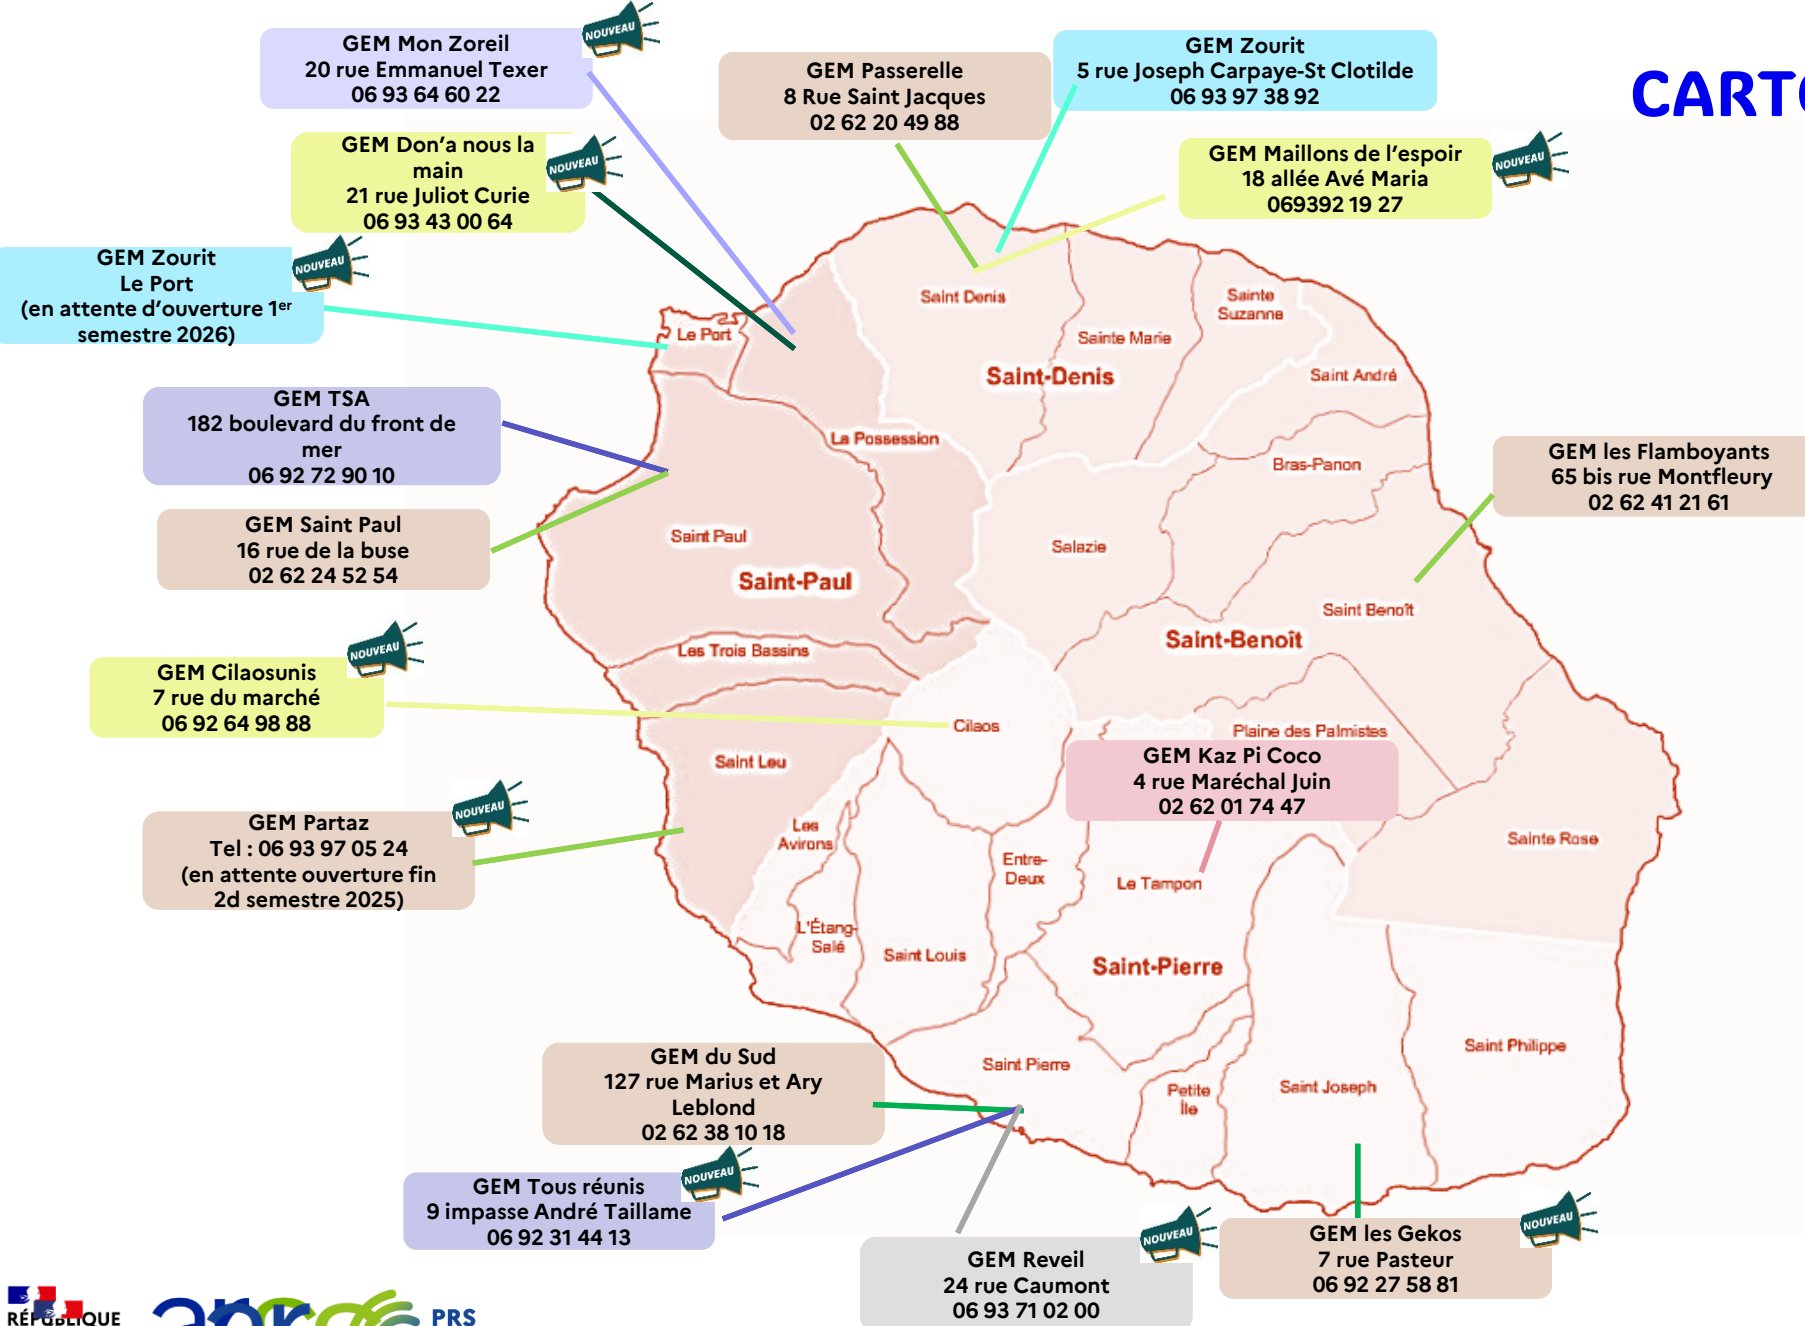 GEM Mon Zoreil
20 rue Emmanuel Texer
06 93 64 60 22
NOUVEAU
GEM Passerelle
8 Rue Saint Jacques
02 62 20 49 88
GEM Zourit
5 rue Joseph Carpaye-St Clotilde
06 93 97 38 92
CARTO
GEM Don’a nous la
main
21 rue Juliot Curie
06 93 43 00 64
NOUVEAU
GEM Maillons de l’espoir
18 allée Avé Maria
069392 19 27
NOUVEAU
GEM Zourit
Le Port
(en attente d’ouverture 1er
semestre 2026)
NOUVEAU
Saint Denis
Sainte
Suzanne
Le Port
Sainte Marie
Saint-Denis
Saint André
GEM TSA
182 boulevard du front de
mer
06 92 72 90 10
La Possession
Bras-Panon
GEM les Flamboyants
65 bis rue Montfleury
02 62 41 21 61
GEM Saint Paul
16 rue de la buse
02 62 24 52 54
Saint Paul
Salazie
Saint-Paul
Saint Benoît
Saint-Benoît
Les Trois Bassins
NOUVEAU
GEM Cilaosunis
7 rue du marché
06 92 64 98 88
Cilaos
Plaine des Palmistes
Saint Leu
GEM Kaz Pi Coco
4 rue Maréchal Juin
02 62 01 74 47
NOUVEAU
GEM Partaz
Tel : 06 93 97 05 24
(en attente ouverture fin
2d semestre 2025)
Les
Avirons
Sainte Rose
Entre-
Deux
Le Tampon
L'Étang-
Salé
Saint Louis
Saint-Pierre
Saint Philippe
Saint Pierre
Petite
Île
Saint Joseph
GEM du Sud
127 rue Marius et Ary
Leblond
02 62 38 10 18
NOUVEAU
GEM Tous réunis
9 impasse André Taillame
06 92 31 44 13
NOUVEAU
GEM Reveil
24 rue Caumont
06 93 71 02 00
NOUVEAU
GEM les Gekos
7 rue Pasteur
06 92 27 58 81
RÉPUBLIQUE
PRS